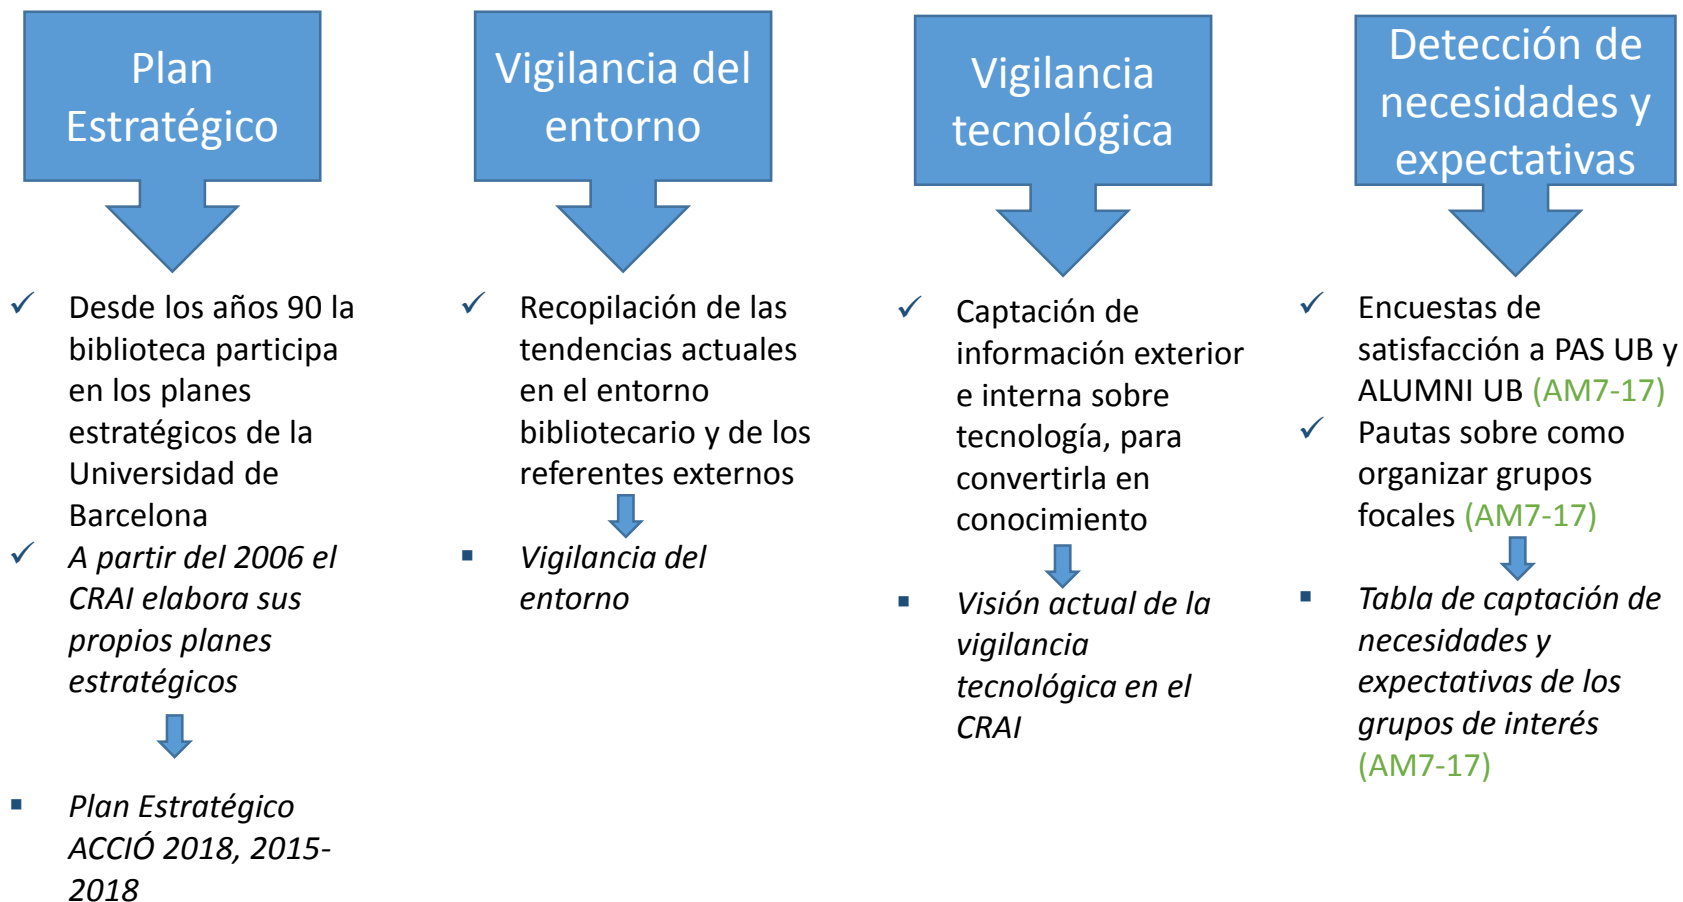 Plan
Estratégico
Desde los años 90 la
biblioteca participa
en los planes
estratégicos de la
Universidad de
Barcelona
A partir del 2006 el
CRAI elabora sus
propios planes
estratégicos
Plan Estratégico
ACCIÓ 2018, 2015-
2018
Vigilancia del
entorno
Recopilación de las
tendencias actuales
en el entorno
bibliotecario y de los
referentes externos
Vigilancia del
entorno
Vigilancia
tecnológica
Captación de
información exterior
e interna sobre
tecnología, para
convertirla en
conocimiento
Visión actual de la
vigilancia
tecnológica en el
CRAI
Detección de
necesidades y
expectativas
Encuestas de
satisfacción a PAS UB y
ALUMNI UB (AM7-17)
Pautas sobre como
organizar grupos
focales (AM7-17)
Tabla de captación de
necesidades y
expectativas de los
grupos de interés
(AM7-17)